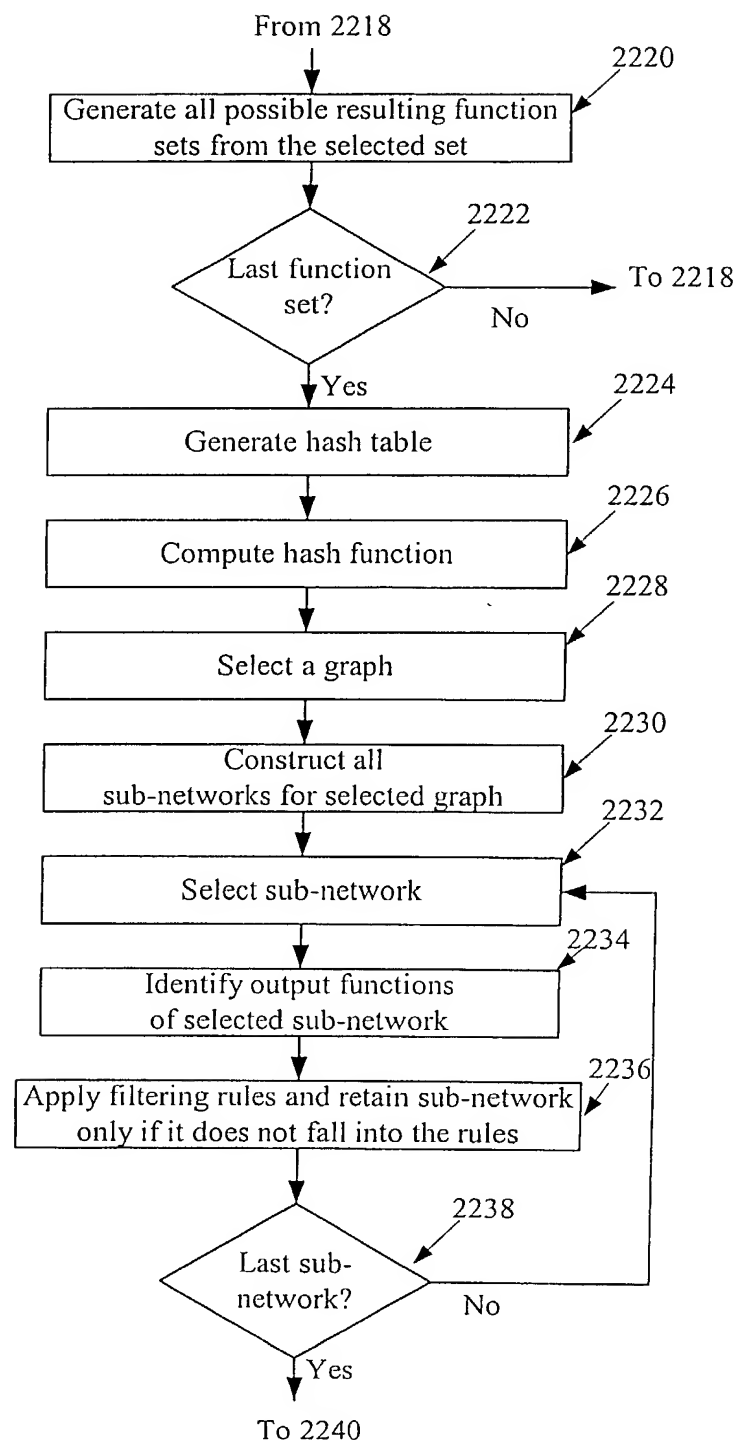 From 2218
2220
Generate all possible resulting function
sets from the selected set
2222
Last function
set?
To 2218
No
Yes
2224
Generate hash table
2226
Compute hash function
2228
Select a graph
2230
Construct all
sub-networks for selected graph
2232
Select sub-network
2234
Identify output functions
of selected sub-network
2236
Apply filtering rules and retain sub-network
only if it does not fall into the rules
2238
Last sub-
network?
No
Yes
To 2240